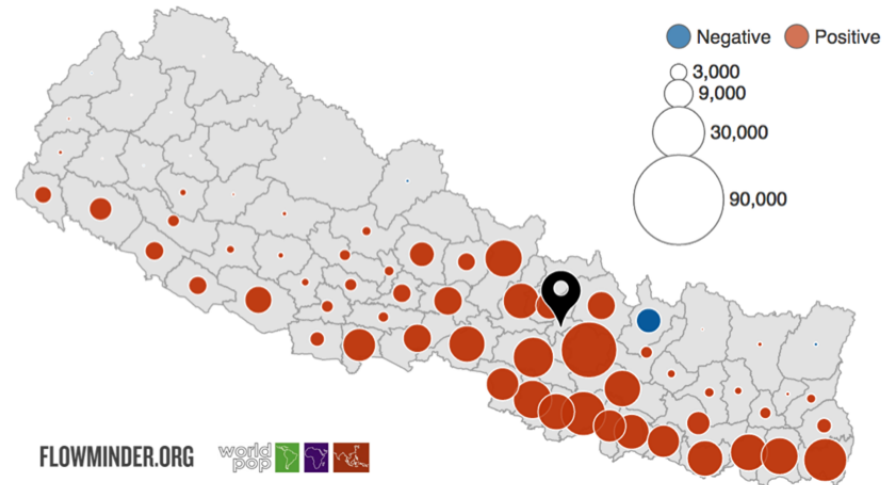 Negative Positive
3,000
9,000
30,000
90,000
FLOWMINDER.ORG
world
pop